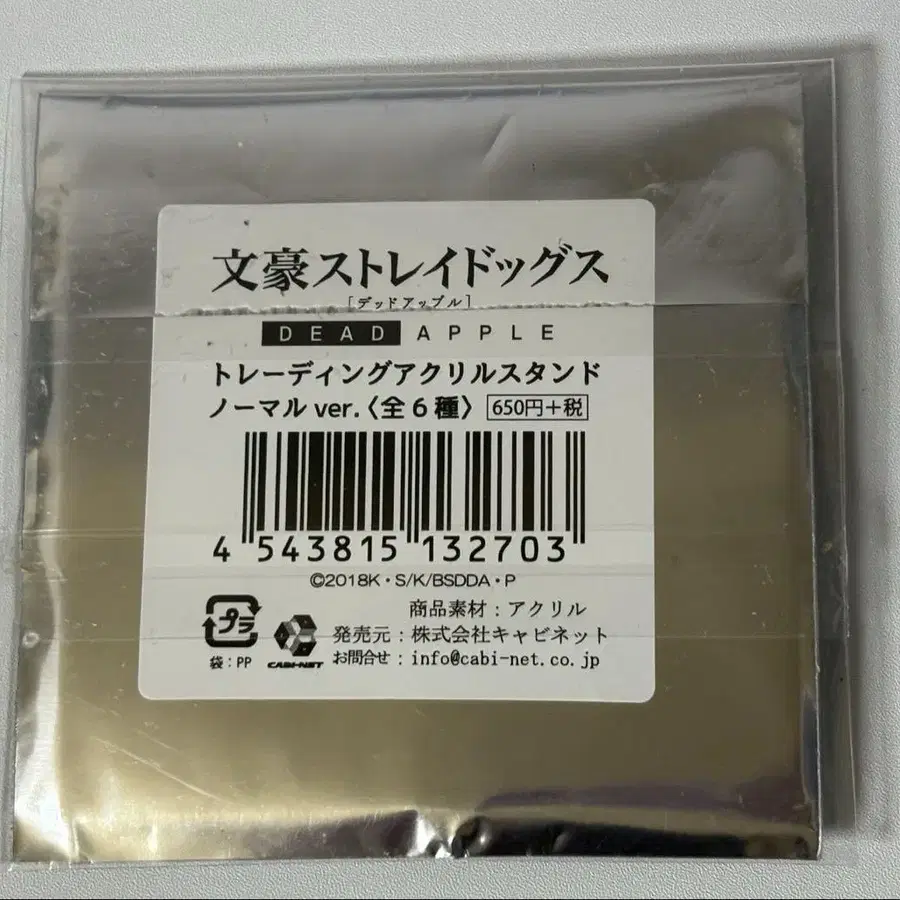 文豪ストレイドッグス
［デッドアップル］
DEAD APPLE
トレーディングアクリルスタンド
ノーマルver.〈全6種〉 650円+税
4 543815 132703
©2018K・S/K/BSDDA・P
商品素材：アクリル
プラ
袋：PP
CABI-NET
発売元：株式会社キャビネット
お問合せ：info@cabi-net.co.jp